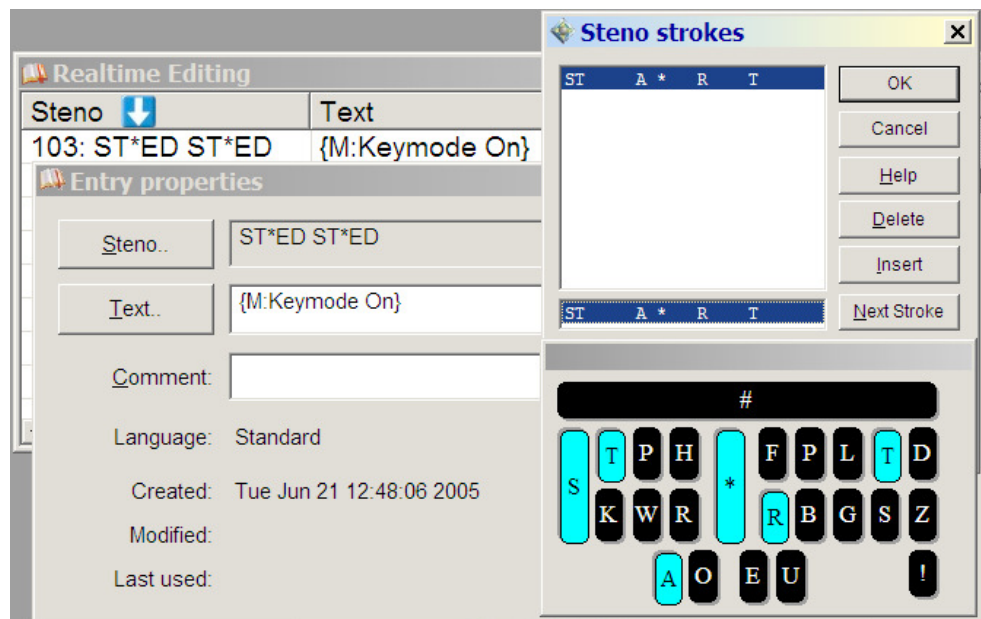 Realtime Editing
Steno Text
103: ST*ED ST*ED {M:Keymode On}
Entry properties
Steno.. ST*ED ST*ED
Text.. {M:Keymode On}
Comment:
Language: Standard
Created: Tue Jun 21 12:48:06 2005
Modified:
Last used:
Steno strokes
ST A * R T
OK
Cancel
Help
Delete
Insert
ST A * R T
Next Stroke
#
S T P H * F P L T D
K W R R B G S Z
A O E U !